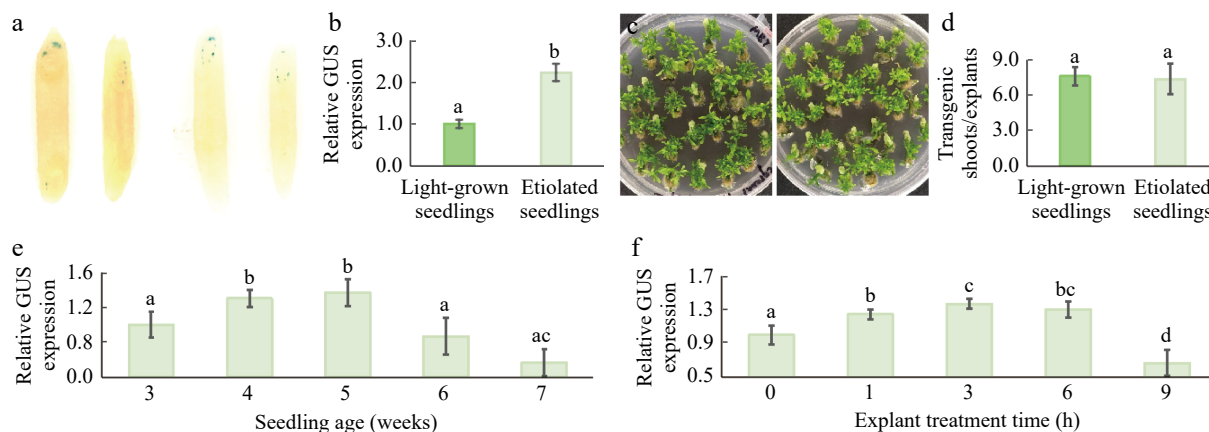 a
b
Relative GUS
expression
3.0
2.0
1.0
0.0
a
b
Light-grown
seedlings
Etiolated
seedlings
c
d
Transgenic
shoots/explants
9.0
6.0
3.0
0.0
a
a
Light-grown
seedlings
Etiolated
seedlings
e
Relative GUS
expression
1.6
1.2
0.8
0.0
a
b
b
a
ac
3 4 5 6 7
Seedling age (weeks)
f
Relative GUS
expression
1.7
1.3
0.9
0.5
a
b
c
bc
d
0 1 3 6 9
Explant treatment time (h)